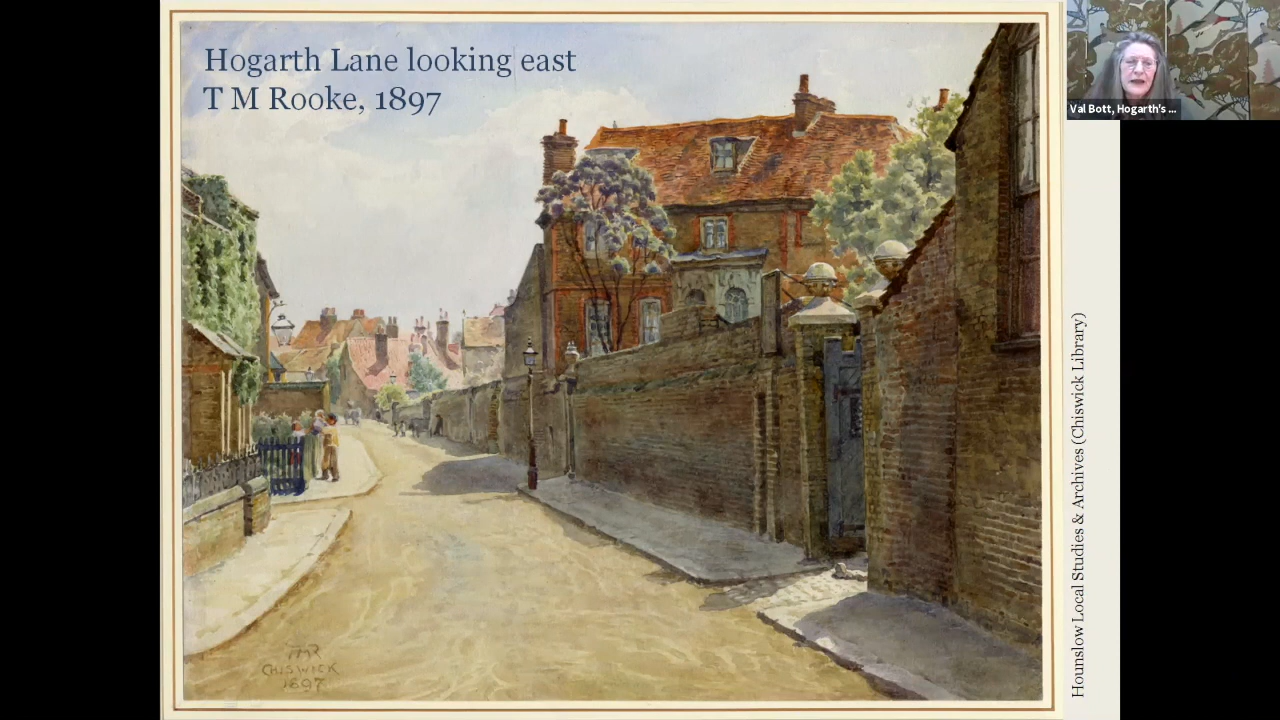 Hogarth Lane looking east
T M Rooke, 1897
Val Bott, Hogarth's ...
Hounslow Local Studies & Archives (Chiswick Library)
TMR
CHISWICK
1897